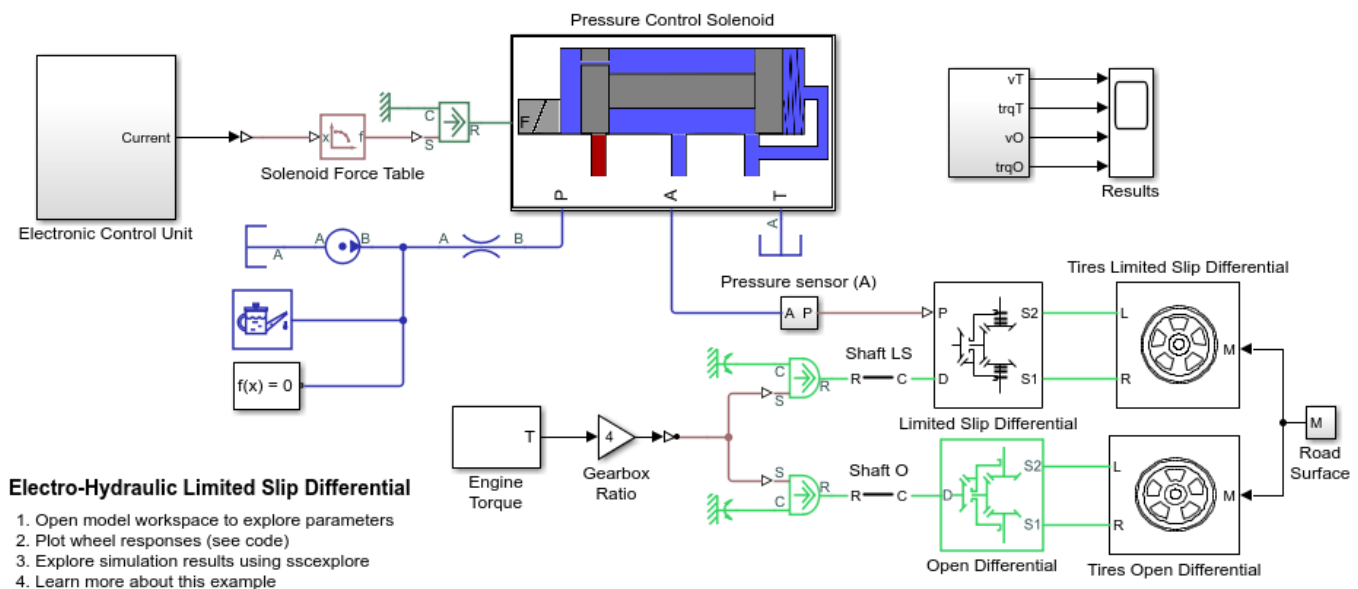 Pressure Control Solenoid
Current
Electronic Control Unit
x f
Solenoid Force Table
C
S
R
F
P
A
T
A
vT
trqT
vO
trqO
Results
A
A
B
A
B
f(x) = 0
Pressure sensor (A)
A P
P
S2
D
S1
Limited Slip Differential
Tires Limited Slip Differential
L
R
M
C
S
R
Shaft LS
R C
T
Engine
Torque
4
Gearbox
Ratio
S
C
R
Shaft O
R C
D
S2
S1
Open Differential
L
R
M
Tires Open Differential
M
Road
Surface
Electro-Hydraulic Limited Slip Differential
1. Open model workspace to explore parameters
2. Plot wheel responses (see code)
3. Explore simulation results using sscexplore
4. Learn more about this example